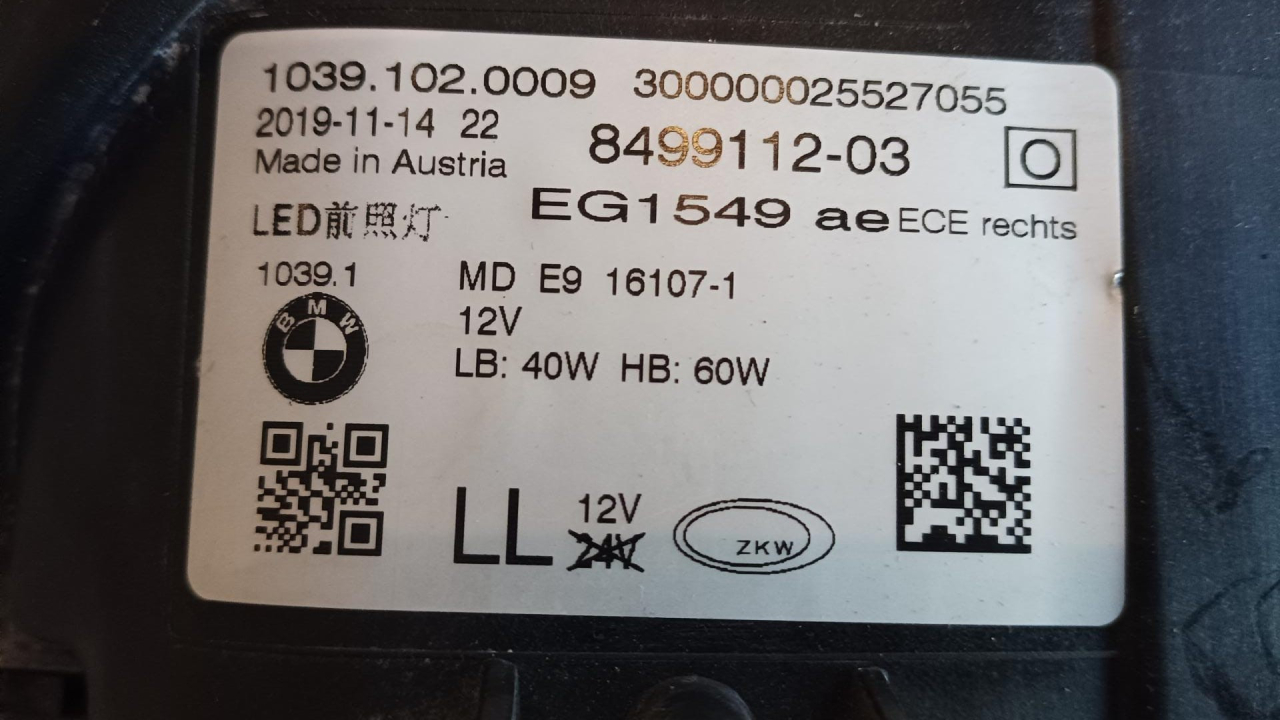 1039.102.0009 300000025527055
2019-11-14 22 8499112-03 O
Made in Austria
LED前照灯 EG1549 ae ECE rechts
1039.1 MD E9 16107-1
BMW 12V
LB: 40W HB: 60W
LL 12V
24V
ZKW